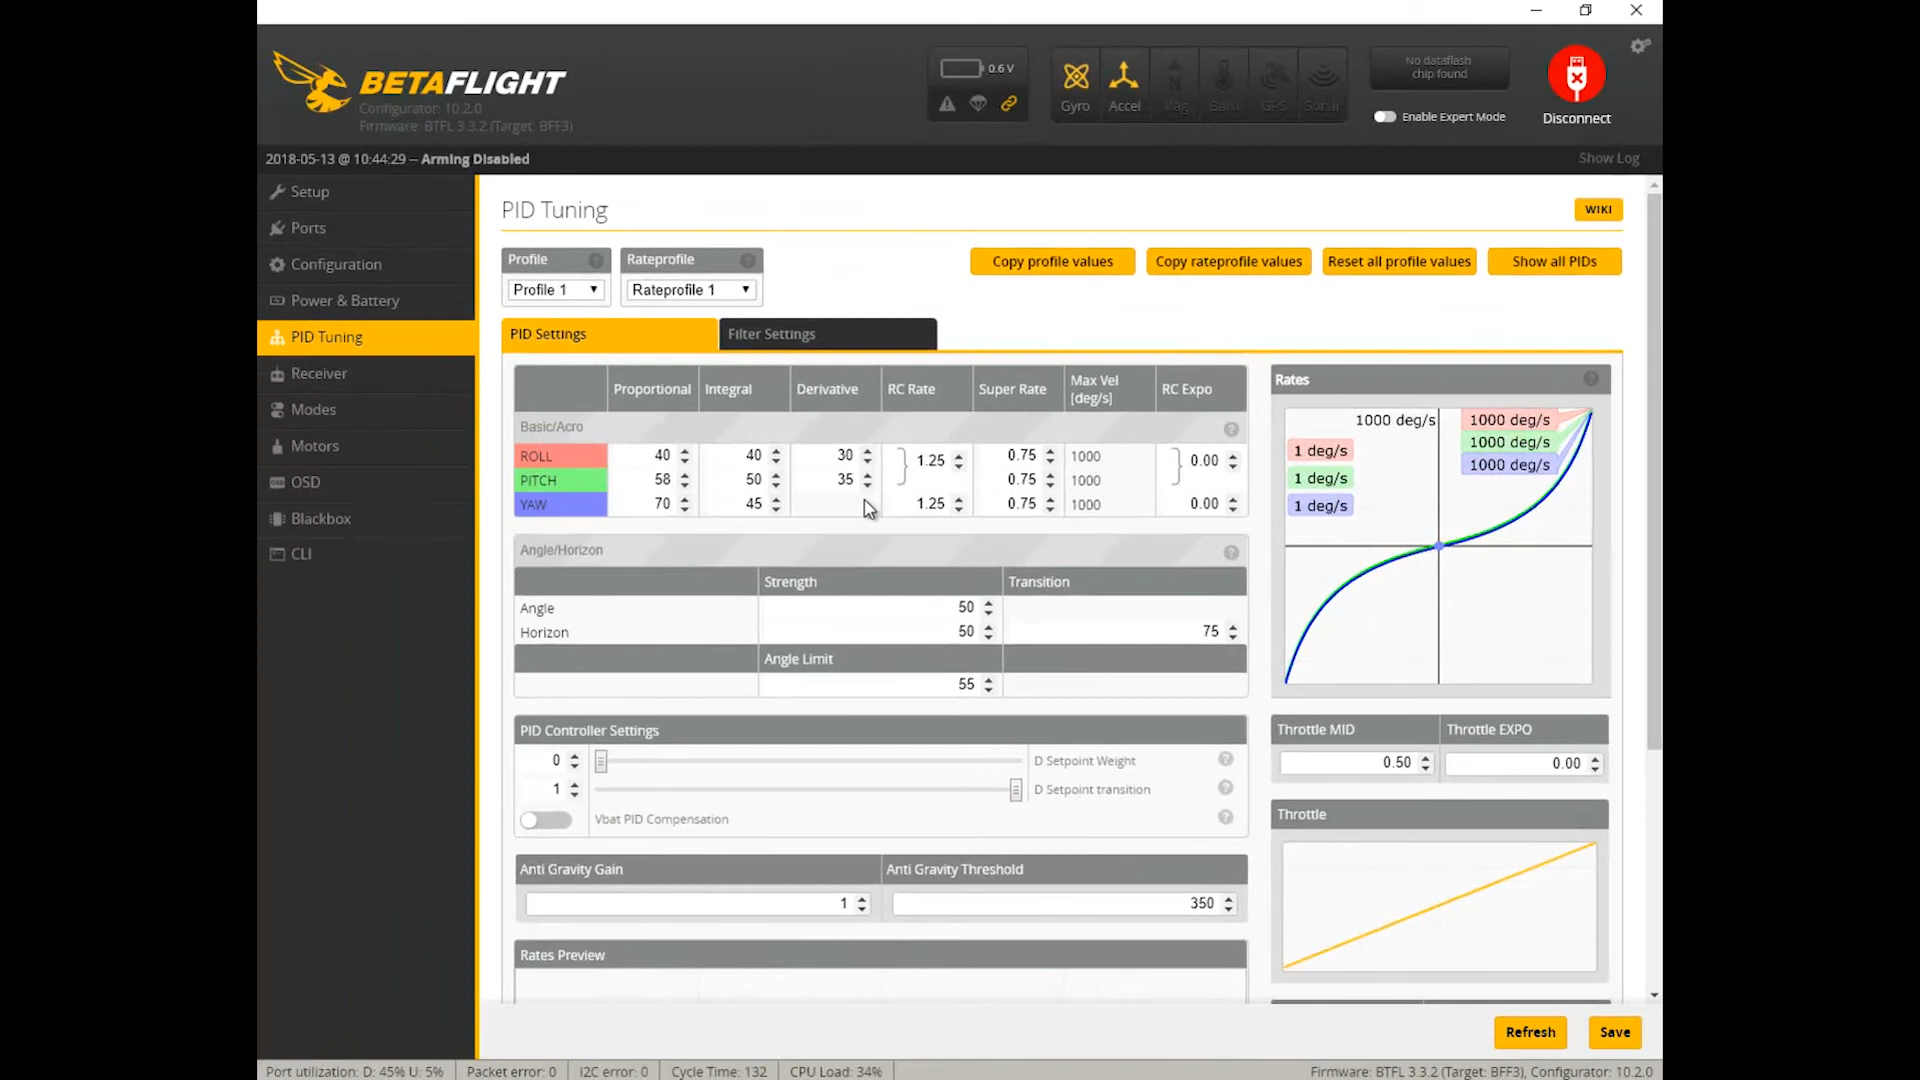 BETAFLIGHT
Configurator: 10.2.0
Firmware: BTFL 3.3.2 (Target: BFF3)
0.6 V
Gyro
Accel
Mag
Baro
GPS
Sonar
No dataflash
chip found
Enable Expert Mode
Disconnect
2018-05-13 @ 10:44:29 -- Arming Disabled
Show Log
Setup
Ports
Configuration
Power & Battery
PID Tuning
Receiver
Modes
Motors
OSD
Blackbox
CLI
PID Tuning
WIKI
Profile
Rateprofile
Profile 1
Rateprofile 1
Copy profile values
Copy rateprofile values
Reset all profile values
Show all PIDs
PID Settings
Filter Settings
Proportional Integral Derivative RC Rate Super Rate Max Vel [deg/s] RC Expo
Basic/Acro
ROLL 40 40 30 1.25 0.75 1000 0.00
PITCH 58 50 35 0.75 1000
YAW 70 45 1.25 0.75 1000 0.00
Angle/Horizon
Strength Transition
Angle 50
Horizon 50 75
Angle Limit
55
PID Controller Settings
0 D Setpoint Weight
1 D Setpoint transition
Vbat PID Compensation
Anti Gravity Gain Anti Gravity Threshold
1 350
Rates Preview
Rates
1000 deg/s
1000 deg/s
1000 deg/s
1000 deg/s
1 deg/s
1 deg/s
1 deg/s
Throttle MID Throttle EXPO
0.50 0.00
Throttle
Refresh
Save
Port utilization: D: 45% U: 5% Packet error: 0 I2C error: 0 Cycle Time: 132 CPU Load: 34% Firmware: BTFL 3.3.2 (Target: BFF3), Configurator: 10.2.0